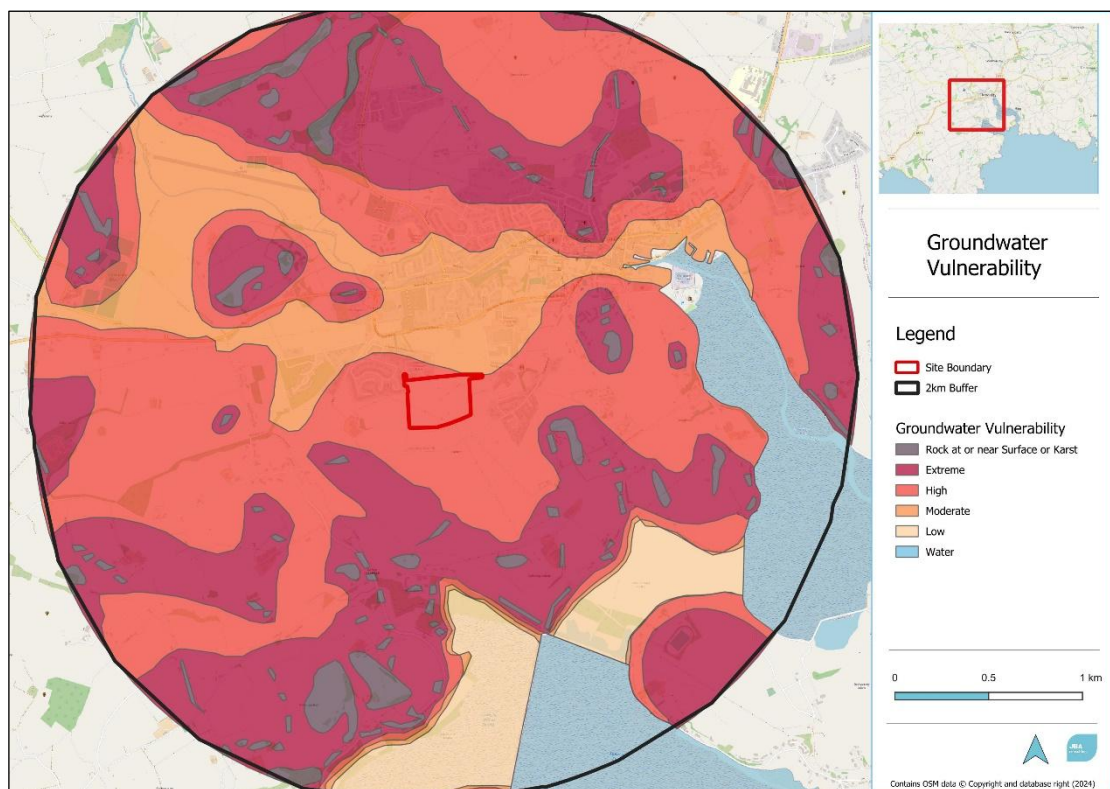 Groundwater
Vulnerability
Legend
Site Boundary
2km Buffer
Groundwater Vulnerability
Rock at or near Surface or Karst
Extreme
High
Moderate
Low
Water
0 0.5 1 km
JBA
Contains OSM data © Copyright and database right (2024)